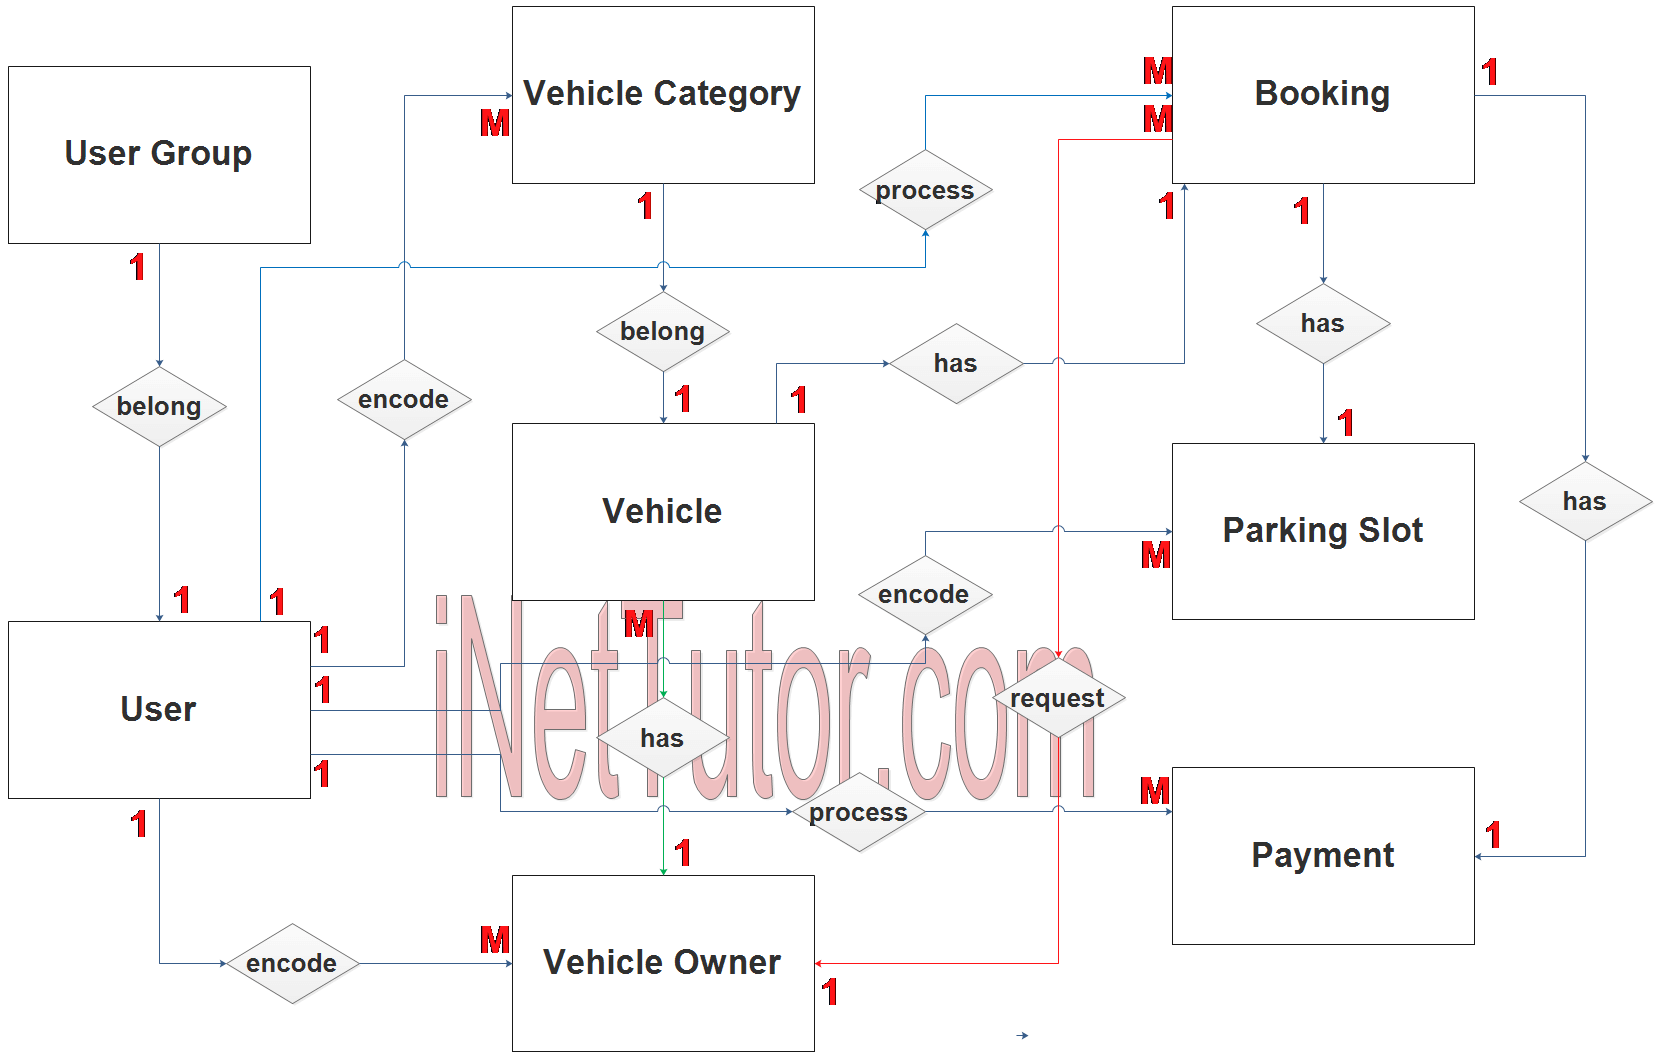 Vehicle Category
Booking
User Group
M
M
1
M
process
1
1
1
1
belong
has
belong
encode
has
1
1
1
Vehicle
has
Parking Slot
M
encode
1
1
M
1
1
iNetTutor.com
request
User
has
1
M
process
1
1
1
Payment
M
encode
Vehicle Owner
1